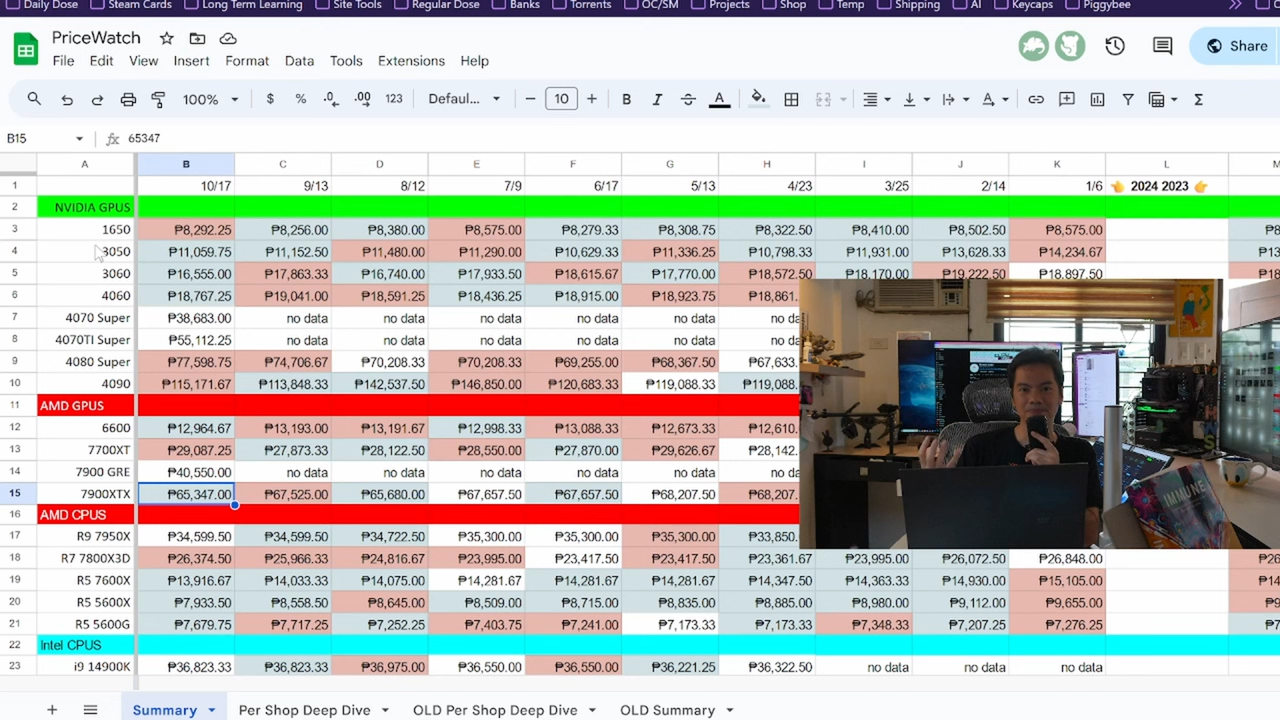 Daily Dose Steam Cards Long Term Learning Site Tools Regular Dose Banks Torrents OC/SM Projects Shop Temp Shipping AI Keycaps Piggybee
PriceWatch
File Edit View Insert Format Data Tools Extensions Help Share
100% $ % .0 .00 123 Defaul... 10 B I A A Σ
B15 fx 65347
A B C D E F G H I J K L M
1 10/17 9/13 8/12 7/9 6/17 5/13 4/23 3/25 2/14 1/6 👈 2024 2023 👉
2 NVIDIA GPUS
3 1650 ₱8,292.25 ₱8,256.00 ₱8,380.00 ₱8,575.00 ₱8,279.33 ₱8,308.75 ₱8,322.50 ₱8,410.00 ₱8,502.50 ₱8,575.00
4 3050 ₱11,059.75 ₱11,152.50 ₱11,480.00 ₱11,290.00 ₱10,629.33 ₱11,336.25 ₱10,798.33 ₱11,931.00 ₱13,628.33 ₱14,234.67
5 3060 ₱16,555.00 ₱17,863.33 ₱16,740.00 ₱17,933.50 ₱18,615.67 ₱17,770.00 ₱18,572.50 ₱18,170.00 ₱19,222.50 ₱18,897.50
6 4060 ₱18,767.25 ₱19,041.00 ₱18,591.25 ₱18,436.25 ₱18,915.00 ₱18,923.75 ₱18,861.
7 4070 Super ₱38,683.00 no data no data no data no data no data no da
8 4070TI Super ₱55,112.25 no data no data no data no data no data no da
9 4080 Super ₱77,598.75 ₱74,706.67 ₱70,208.33 ₱70,208.33 ₱69,255.00 ₱68,367.50 ₱67,633.
10 4090 ₱115,171.67 ₱113,648.33 ₱142,537.50 ₱146,850.00 ₱120,683.33 ₱119,088.33 ₱119,088.
11 AMD GPUS
12 6600 ₱12,964.67 ₱13,193.00 ₱13,191.67 ₱12,998.33 ₱13,088.33 ₱12,673.33 ₱12,610.
13 7700XT ₱29,087.25 ₱27,873.33 ₱28,122.50 ₱28,550.00 ₱27,870.00 ₱29,626.67 ₱28,142.
14 7900 GRE ₱40,550.00 no data no data no data no data no data no da
15 7900XTX ₱65,347.00 ₱67,525.00 ₱65,680.00 ₱67,657.50 ₱67,657.50 ₱68,207.50 ₱68,207.
IMMUNE
16 AMD CPUS
17 R9 7950X ₱34,599.50 ₱34,599.50 ₱34,722.50 ₱35,300.00 ₱35,300.00 ₱35,300.00 ₱33,850.
18 R7 7800X3D ₱26,374.50 ₱25,966.33 ₱24,816.67 ₱23,995.00 ₱23,417.50 ₱23,417.50 ₱23,361.67 ₱23,995.00 ₱26,072.50 ₱26,848.00
19 R5 7600X ₱13,916.67 ₱14,033.33 ₱14,075.00 ₱14,281.67 ₱14,281.67 ₱14,281.67 ₱14,347.50 ₱14,363.33 ₱14,930.00 ₱15,105.00
20 R5 5600X ₱7,933.50 ₱8,558.50 ₱8,645.00 ₱8,509.00 ₱8,715.00 ₱8,835.00 ₱8,885.00 ₱8,980.00 ₱9,112.00 ₱9,655.00
21 R5 5600G ₱7,679.75 ₱7,717.25 ₱7,252.25 ₱7,403.75 ₱7,241.00 ₱7,173.33 ₱7,173.33 ₱7,348.33 ₱7,207.25 ₱7,276.25
22 Intel CPUS
23 i9 14900K ₱36,823.33 ₱36,823.33 ₱36,975.00 ₱36,550.00 ₱36,550.00 ₱36,221.25 ₱36,322.50 no data no data no data
Summary Per Shop Deep Dive OLD Per Shop Deep Dive OLD Summary